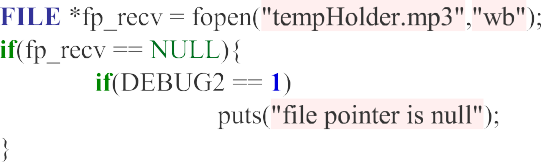 FILE *fp_recv = fopen("tempHolder.mp3","wb");
if(fp_recv == NULL){
if(DEBUG2 == 1)
puts("file pointer is null");
}